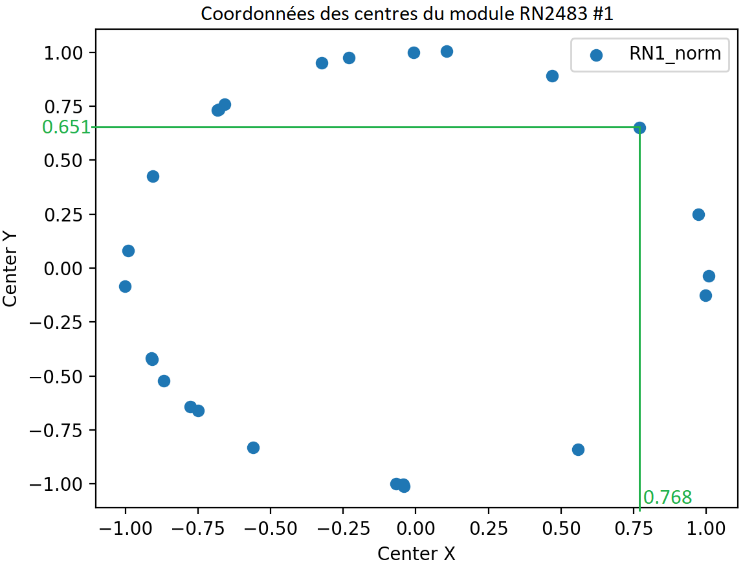 Coordonnées des centres du module RN2483 #1
RN1_norm
1.00
0.75
0.651
0.50
0.25
0.00
−0.25
−0.50
−0.75
−1.00
Center Y
0.768
−1.00 −0.75 −0.50 −0.25 0.00 0.25 0.50 0.75 1.00
Center X